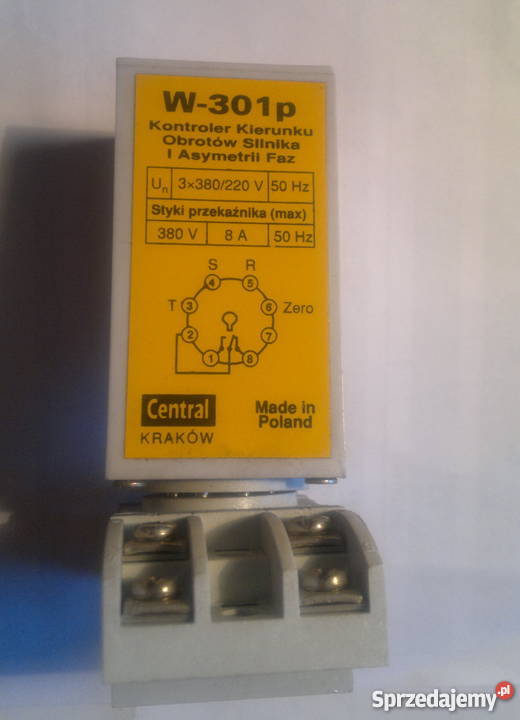 W-301p
Kontroler Kierunku
Obrotów Silnika
I Asymetrii Faz
Un 3×380/220 V 50 Hz
Styki przekaźnika (max)
380 V 8 A 50 Hz
S R
4 5
T 3 6 Zero
2 7
1 8
Central
KRAKÓW
Made in
Poland
Sprzedajemy.pl